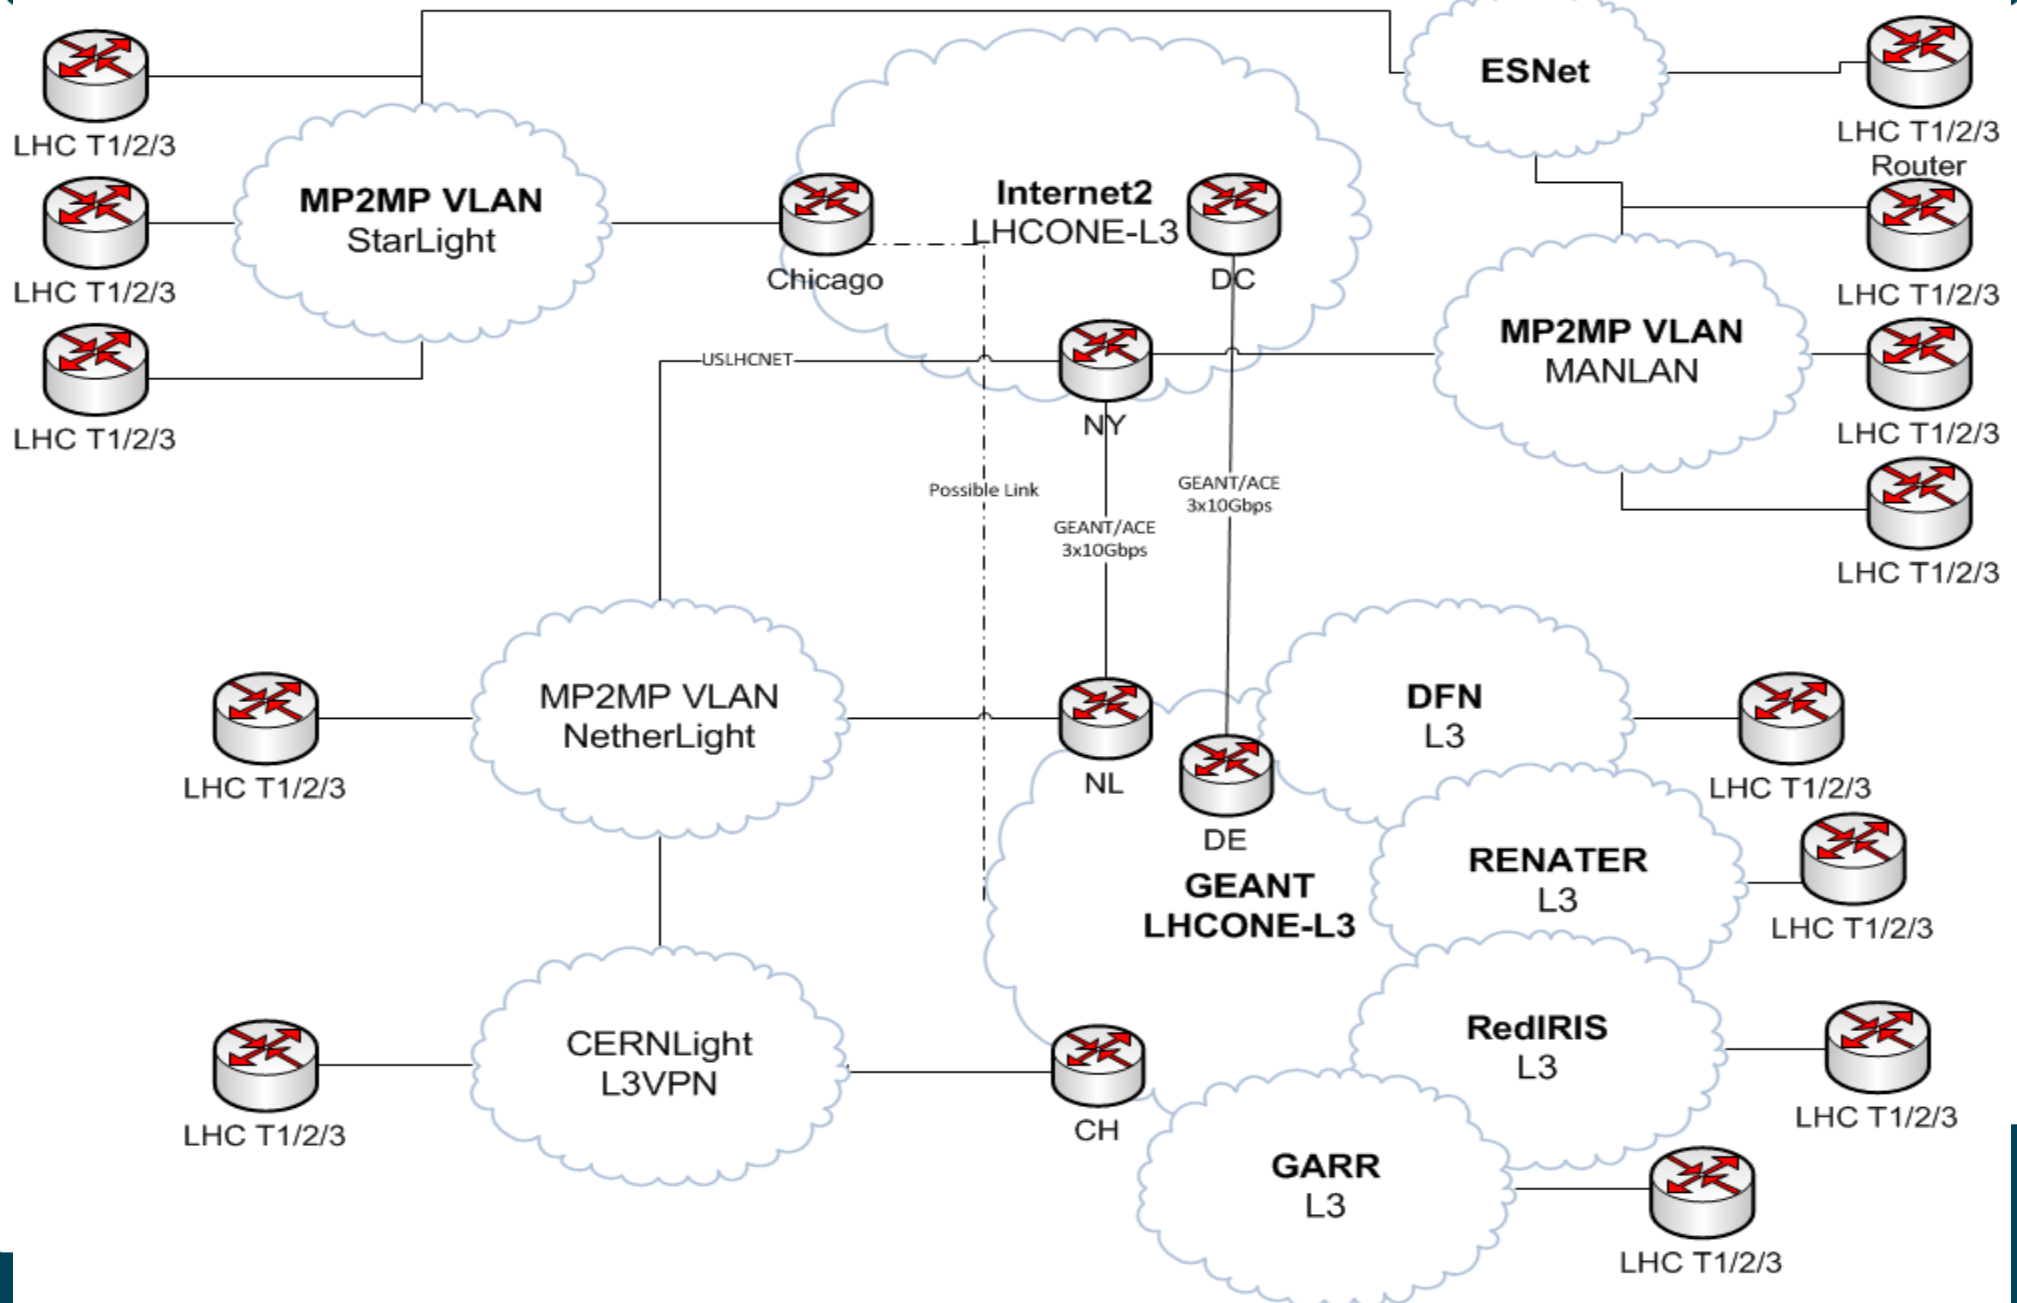 ESNet
LHC T1/2/3
LHC T1/2/3
Router
MP2MP VLAN
StarLight
Internet2
LHCONE-L3
Chicago
DC
LHC T1/2/3
LHC T1/2/3
MP2MP VLAN
MANLAN
USLHCNET
NY
LHC T1/2/3
LHC T1/2/3
Possible Link
GEANT/ACE
3x10Gbps
GEANT/ACE
3x10Gbps
LHC T1/2/3
MP2MP VLAN
NetherLight
DFN
L3
LHC T1/2/3
NL
LHC T1/2/3
DE
RENATER
L3
GEANT
LHCONE-L3
LHC T1/2/3
CERNLight
L3VPN
RedIRIS
L3
LHC T1/2/3
CH
LHC T1/2/3
GARR
L3
LHC T1/2/3